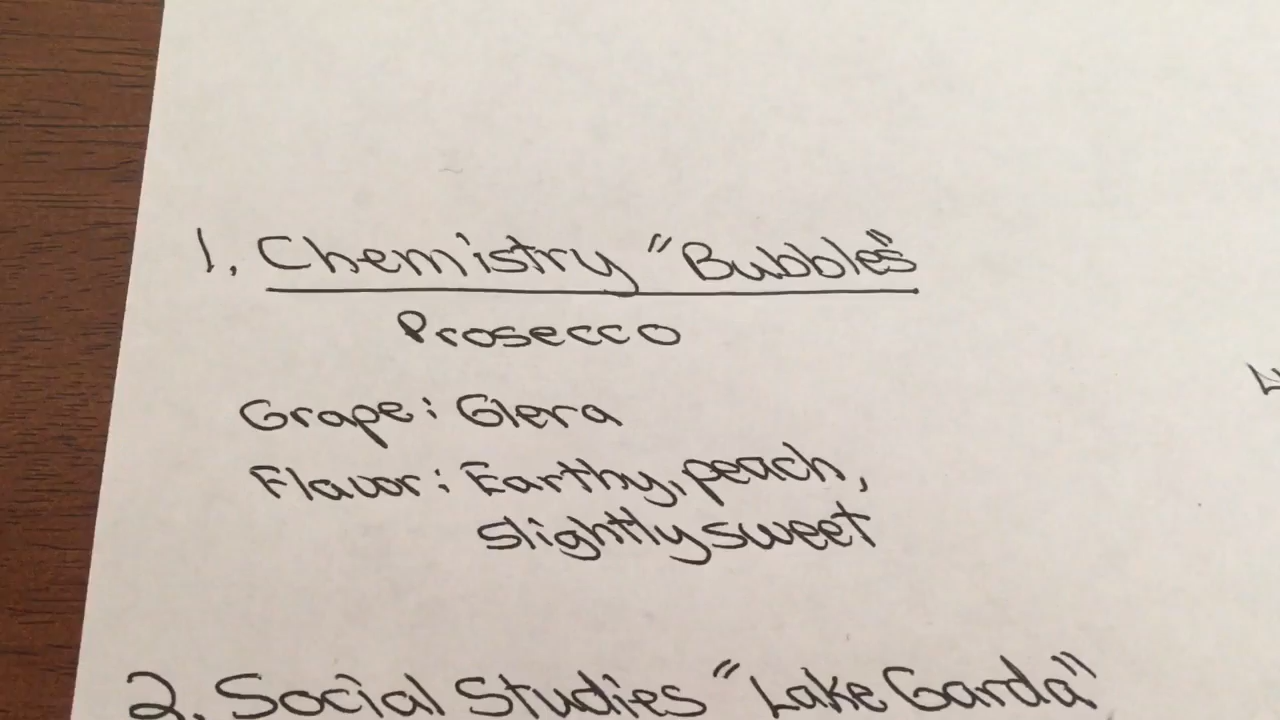 1. Chemistry "Bubbles"
Prosecco
Grape: Glera
Flavor: Earthy, peach,
slightly sweet
2. Social Studies "Lake Garda"